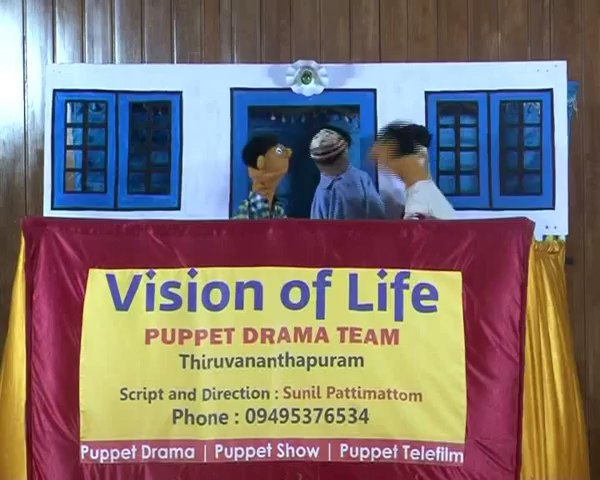 Vision of Life
PUPPET DRAMA TEAM
Thiruvananthapuram
Script and Direction : Sunil Pattimattom
Phone : 09495376534
Puppet Drama | Puppet Show | Puppet Telefilm